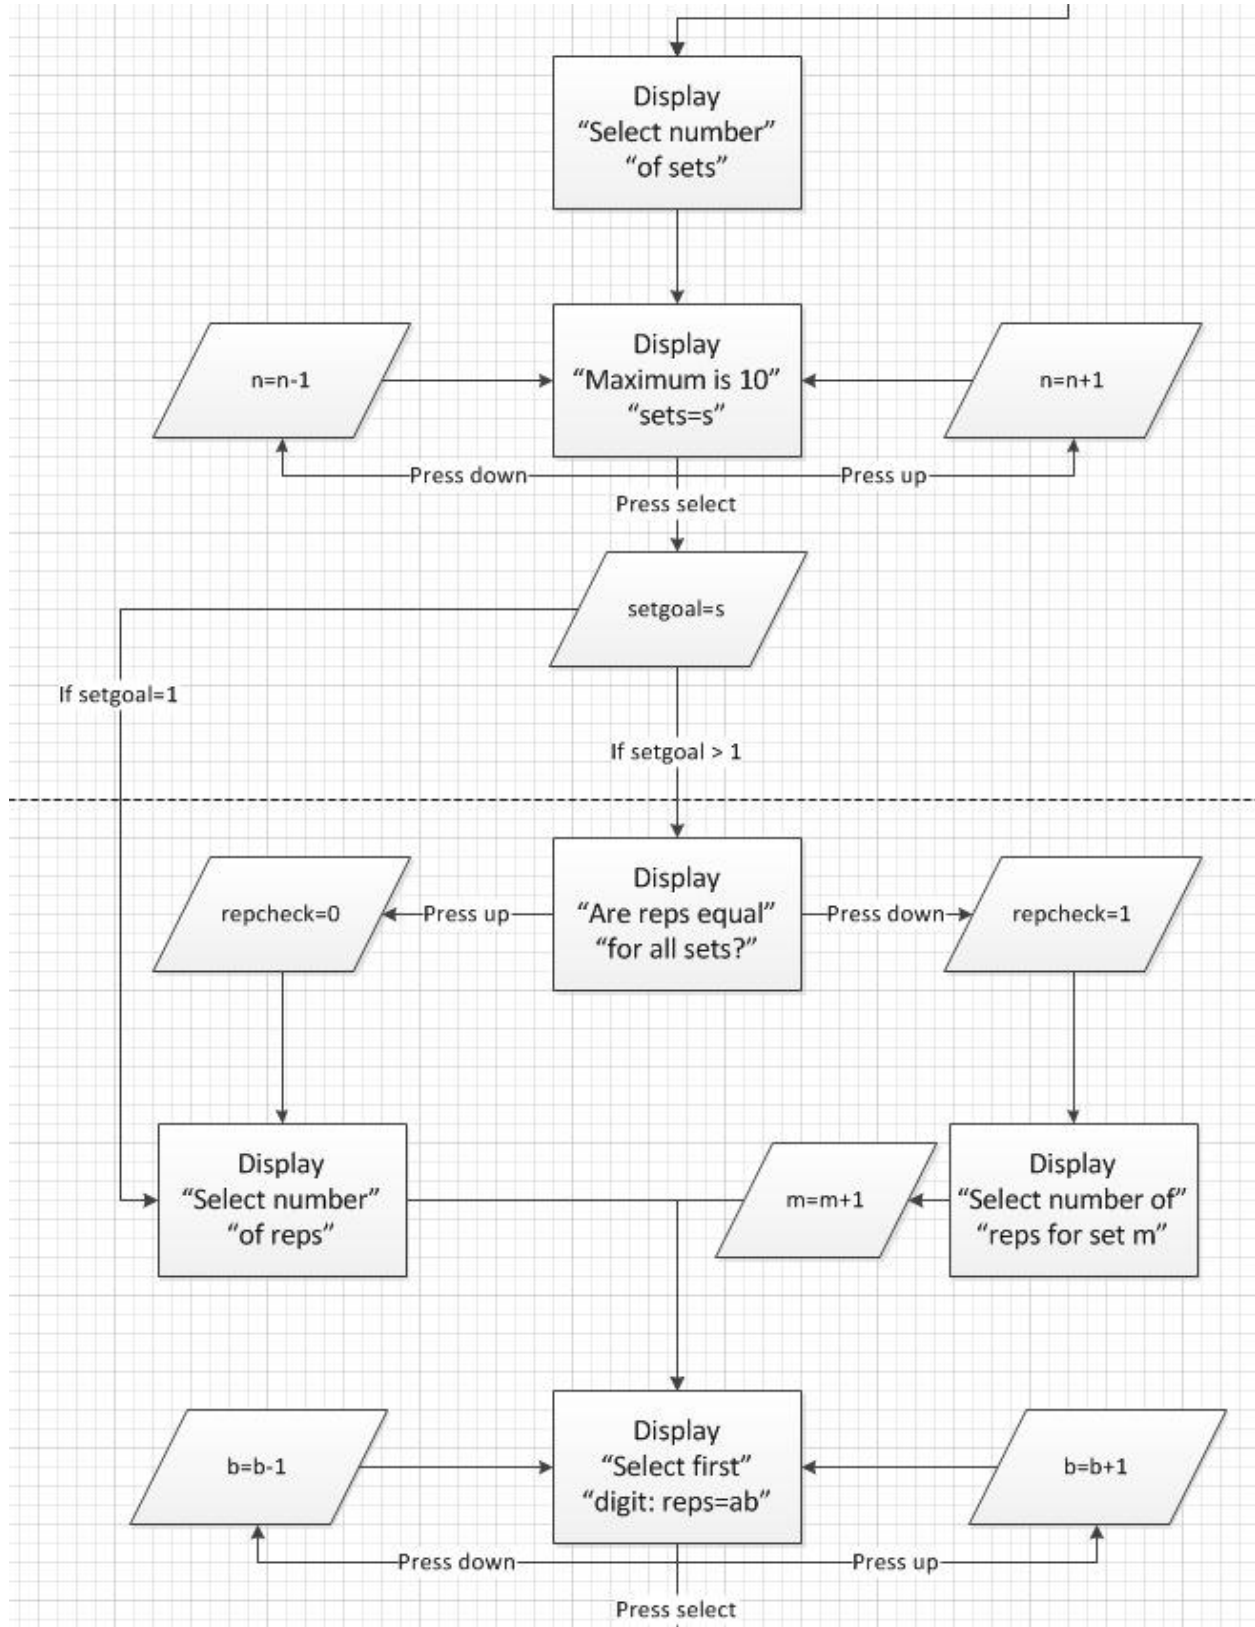 Display
“Select number”
“of sets”
n=n-1
Display
“Maximum is 10”
“sets=s”
n=n+1
Press down
Press up
Press select
setgoal=s
If setgoal=1
If setgoal > 1
repcheck=0
Press up
Display
“Are reps equal”
“for all sets?”
Press down
repcheck=1
Display
“Select number”
“of reps”
m=m+1
Display
“Select number of”
“reps for set m”
b=b-1
Display
“Select first”
“digit: reps=ab”
b=b+1
Press down
Press up
Press select